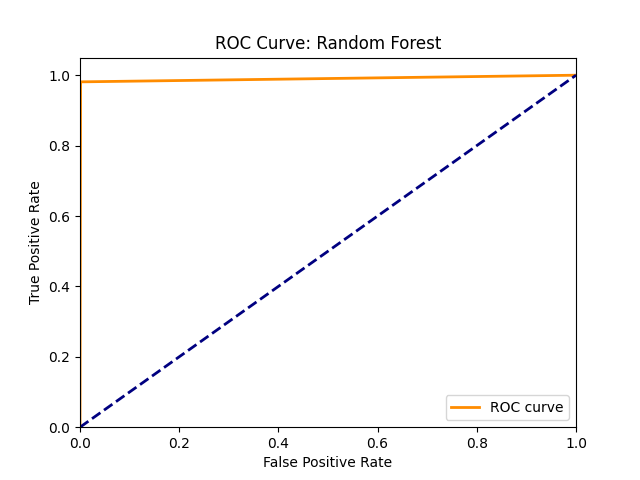 ROC Curve: Random Forest
True Positive Rate
1.0
0.8
0.6
0.4
0.2
0.0
0.0 0.2 0.4 0.6 0.8 1.0
False Positive Rate
ROC curve